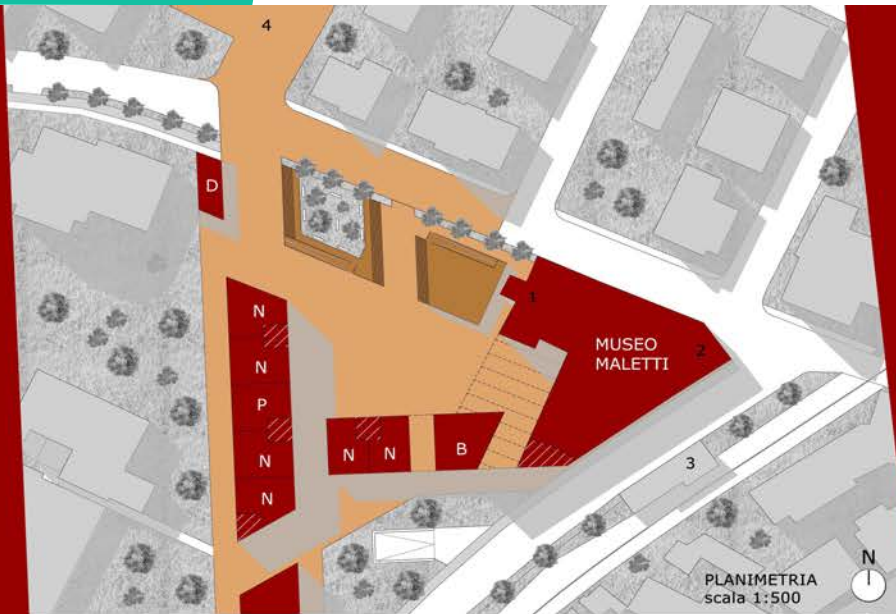 4
D
N
1
MUSEO
MALETTI
2
N
P
N
N
N
N
B
3
N
PLANIMETRIA
scala 1:500